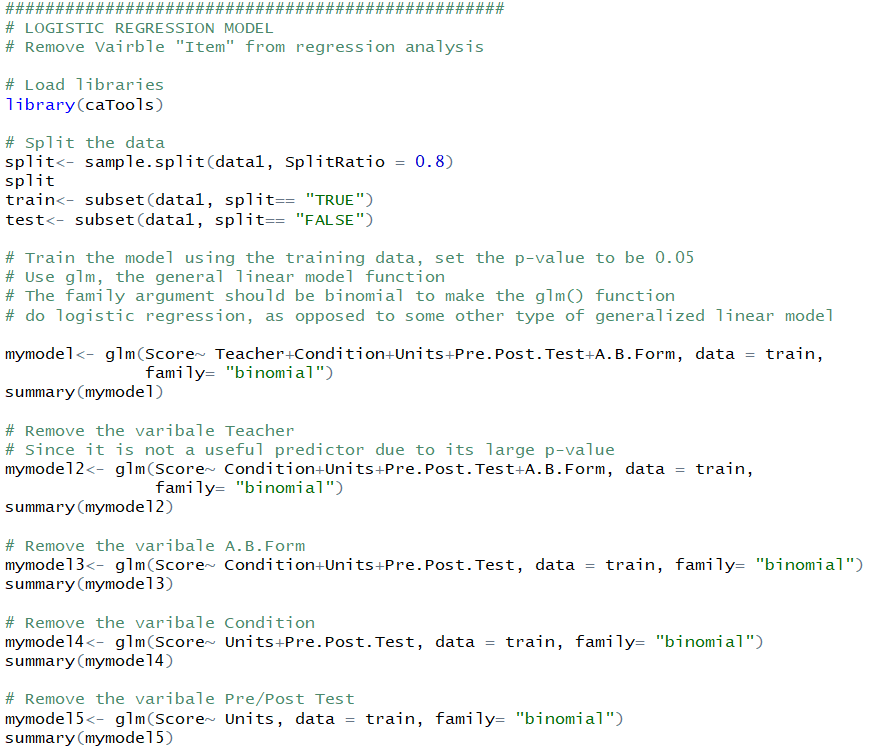 ##################################################
# LOGISTIC REGRESSION MODEL
# Remove Vairble "Item" from regression analysis
# Load libraries
library(caTools)
# Split the data
split<- sample.split(data1, SplitRatio = 0.8)
split
train<- subset(data1, split== "TRUE")
test<- subset(data1, split== "FALSE")
# Train the model using the training data, set the p-value to be 0.05
# Use glm, the general linear model function
# The family argument should be binomial to make the glm() function
# do logistic regression, as opposed to some other type of generalized linear model
mymodel<- glm(Score~ Teacher+Condition+Units+Pre.Post.Test+A.B.Form, data = train,
family= "binomial")
summary(mymodel)
# Remove the varibale Teacher
# Since it is not a useful predictor due to its large p-value
mymodel2<- glm(Score~ Condition+Units+Pre.Post.Test+A.B.Form, data = train,
family= "binomial")
summary(mymodel2)
# Remove the varibale A.B.Form
mymodel3<- glm(Score~ Condition+Units+Pre.Post.Test, data = train, family= "binomial")
summary(mymodel3)
# Remove the varibale Condition
mymodel4<- glm(Score~ Units+Pre.Post.Test, data = train, family= "binomial")
summary(mymodel4)
# Remove the varibale Pre/Post Test
mymodel5<- glm(Score~ Units, data = train, family= "binomial")
summary(mymodel5)